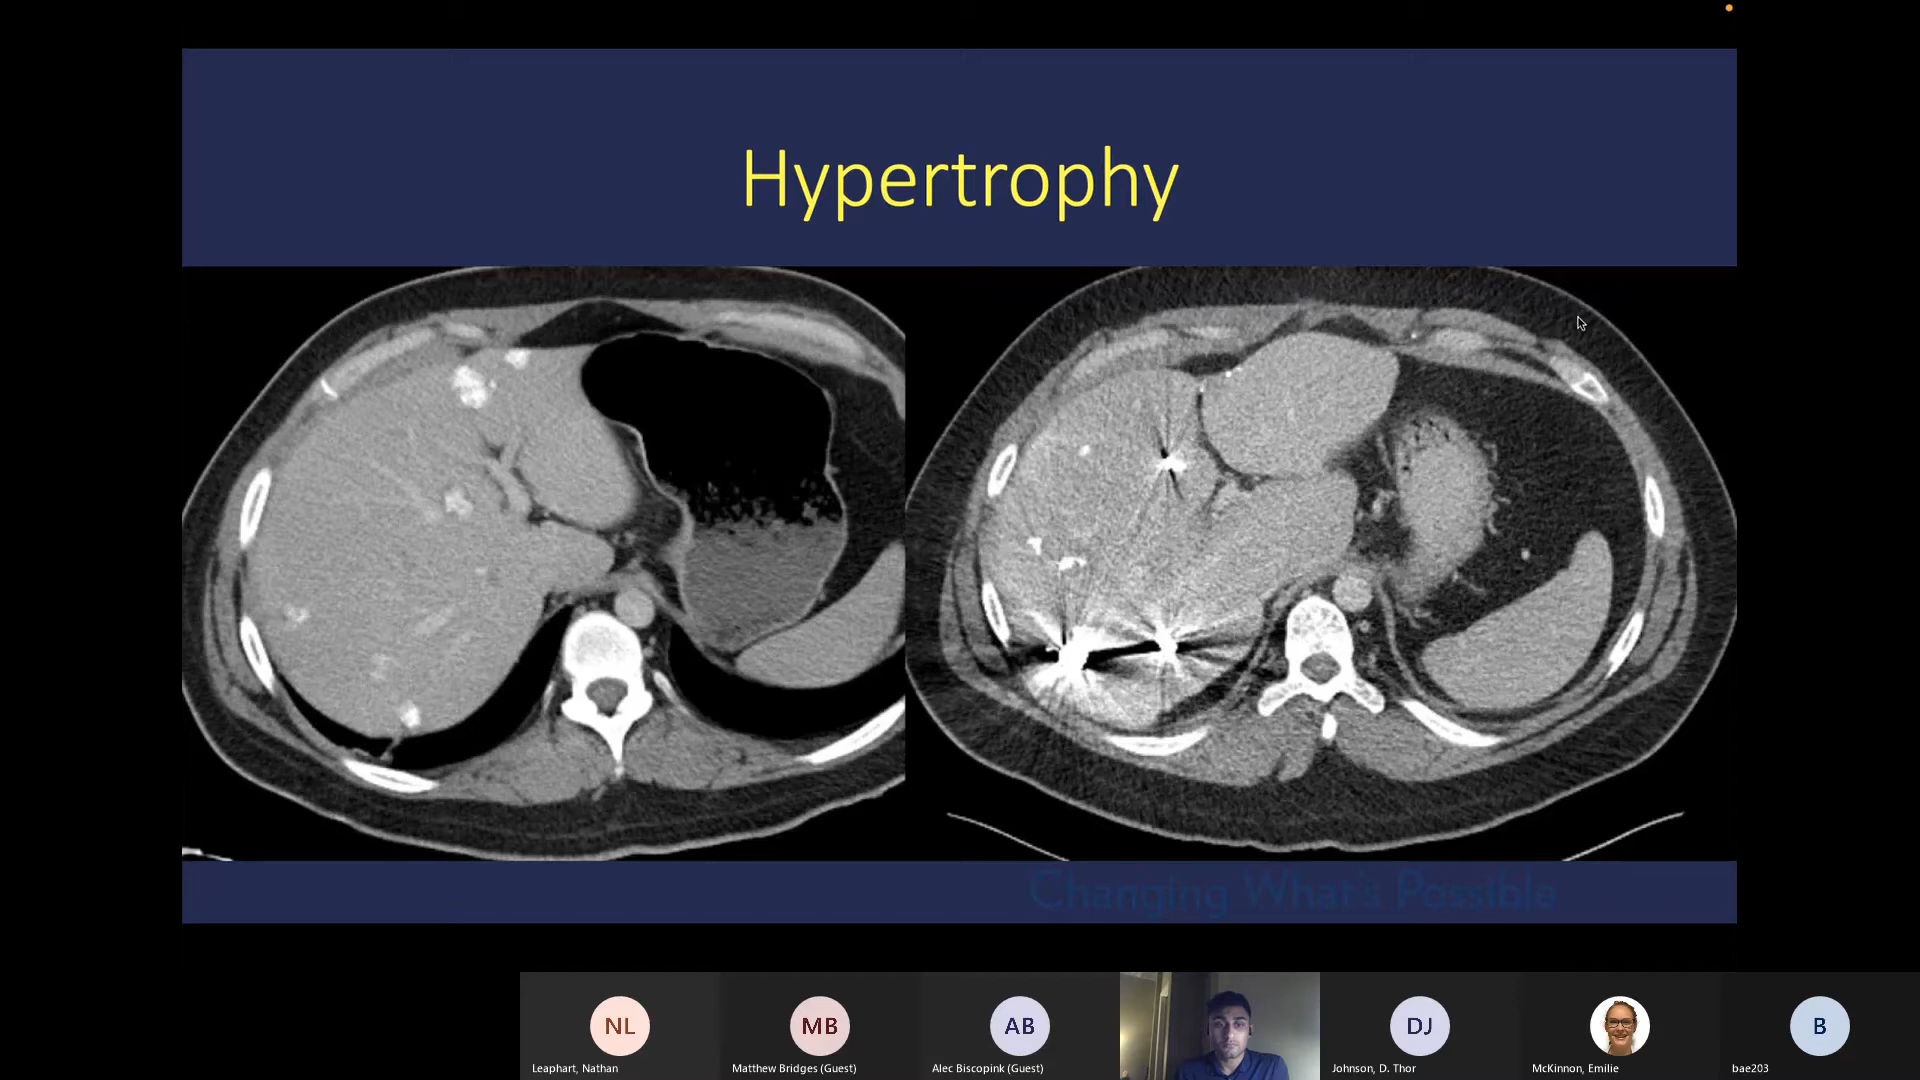 Hypertrophy
Changing What's Possible
NL
MB
AB
DJ
B
Leaphart, Nathan
Matthew Bridges (Guest)
Alec Biscopink (Guest)
Johnson, D. Thor
McKinnon, Emilie
bae203